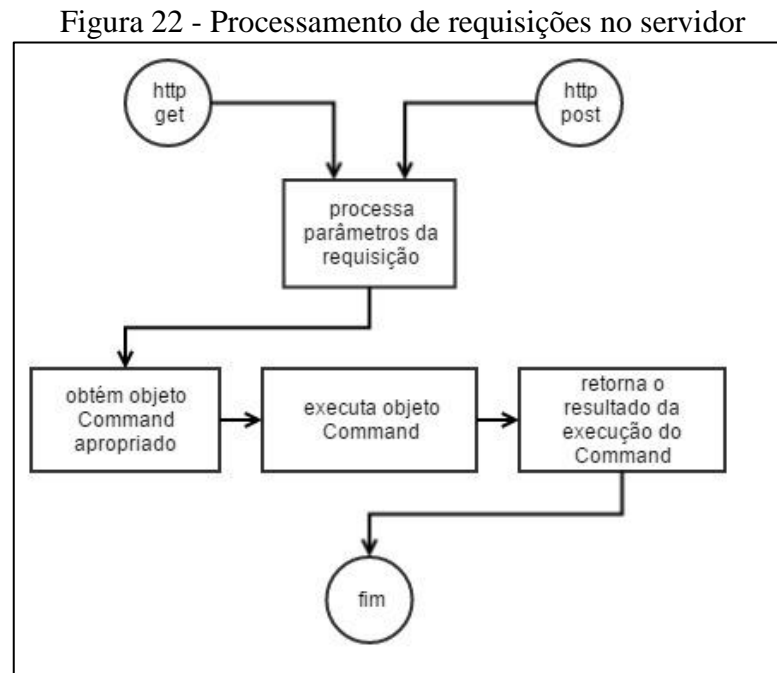 Figura 22 - Processamento de requisições no servidor
http
get
http
post
processa
parâmetros da
requisição
obtém objeto
Command
apropriado
executa objeto
Command
retorna o
resultado da
execução do
Command
fim